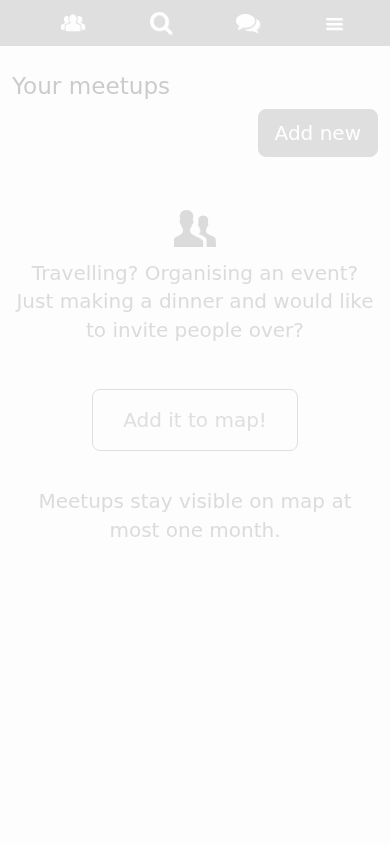 Your meetups
Add new
Travelling? Organising an event?
Just making a dinner and would like
to invite people over?
Add it to map!
Meetups stay visible on map at
most one month.